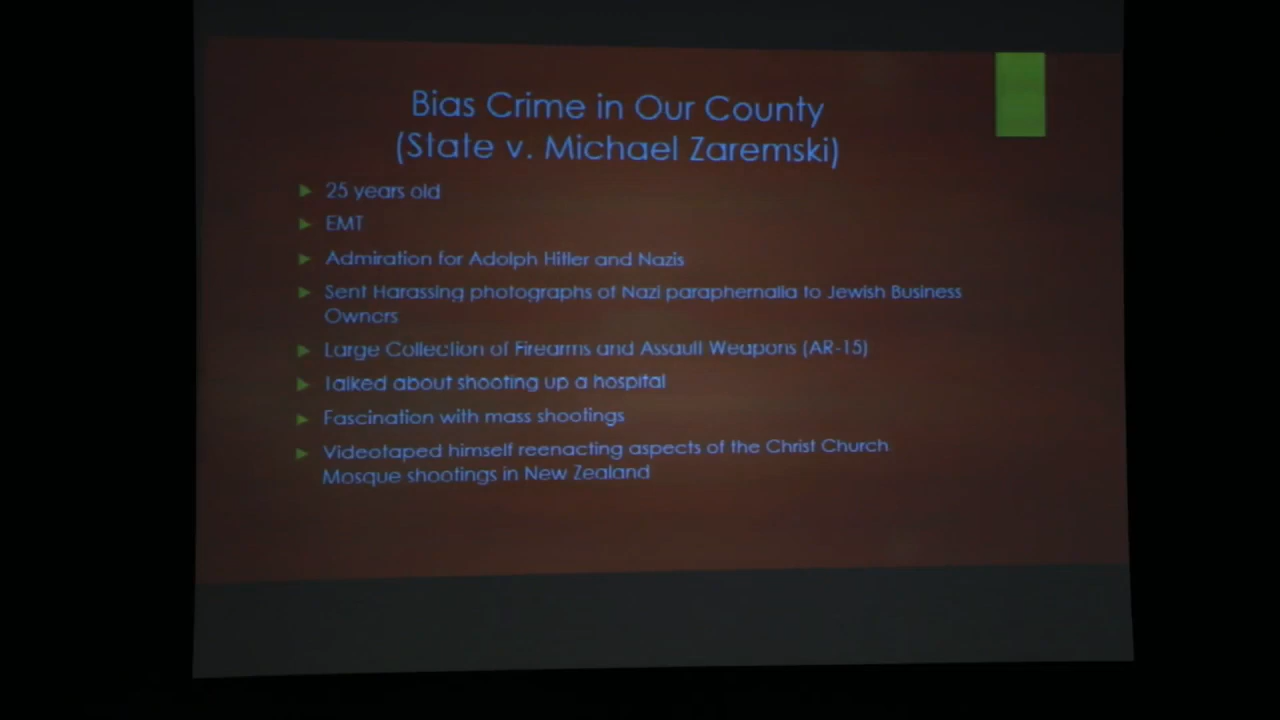 Bias Crime in Our County
(State v. Michael Zaremski)
25 years old
EMT
Admiration for Adolph Hitler and Nazis
Sent Harassing photographs of Nazi paraphernalia to Jewish Business
Owners
Large Collection of Firearms and Assault Weapons (AR-15)
Talked about shooting up a hospital
Fascination with mass shootings
Videotaped himself reenacting aspects of the Christ Church
Mosque shootings in New Zealand